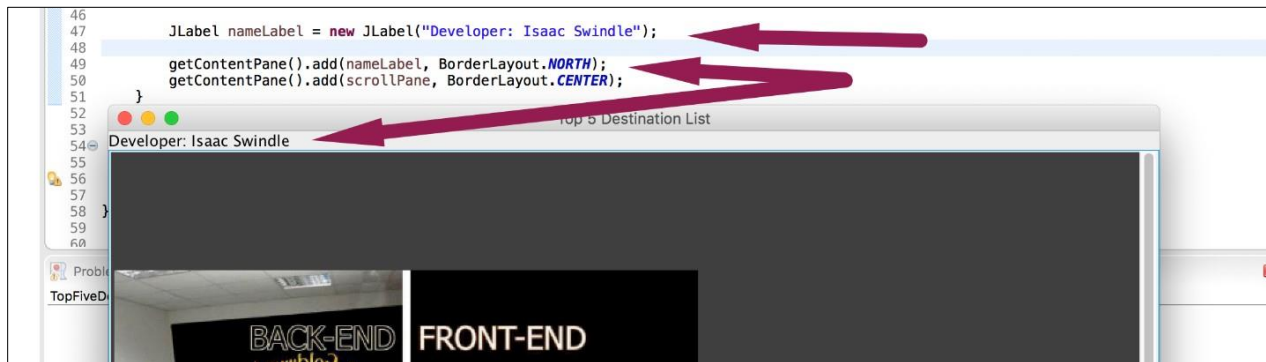 46
47 JLabel nameLabel = new JLabel("Developer: Isaac Swindle");
48
49 getContentPane().add(nameLabel, BorderLayout.NORTH);
50 getContentPane().add(scrollPane, BorderLayout.CENTER);
51 }
52
Top 5 Destination List
53
Developer: Isaac Swindle
54
55
56
57
58 }
59
60
Proble
TopFiveD
BACK-END
FRONT-END